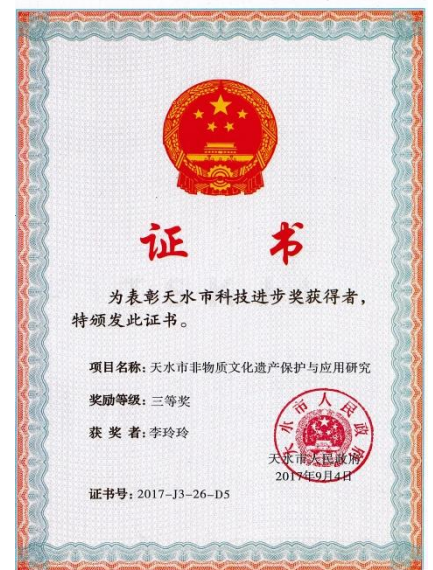 证 书
为表彰天水市科技进步奖获得者，
特颁发此证书。
项目名称：天水市非物质文化遗产保护与应用研究
奖励等级：三等奖
获 奖 者：李玲玲
天水市人民政府
天水市人民政府
2017年9月4日
证书号：2017-J3-26-D5